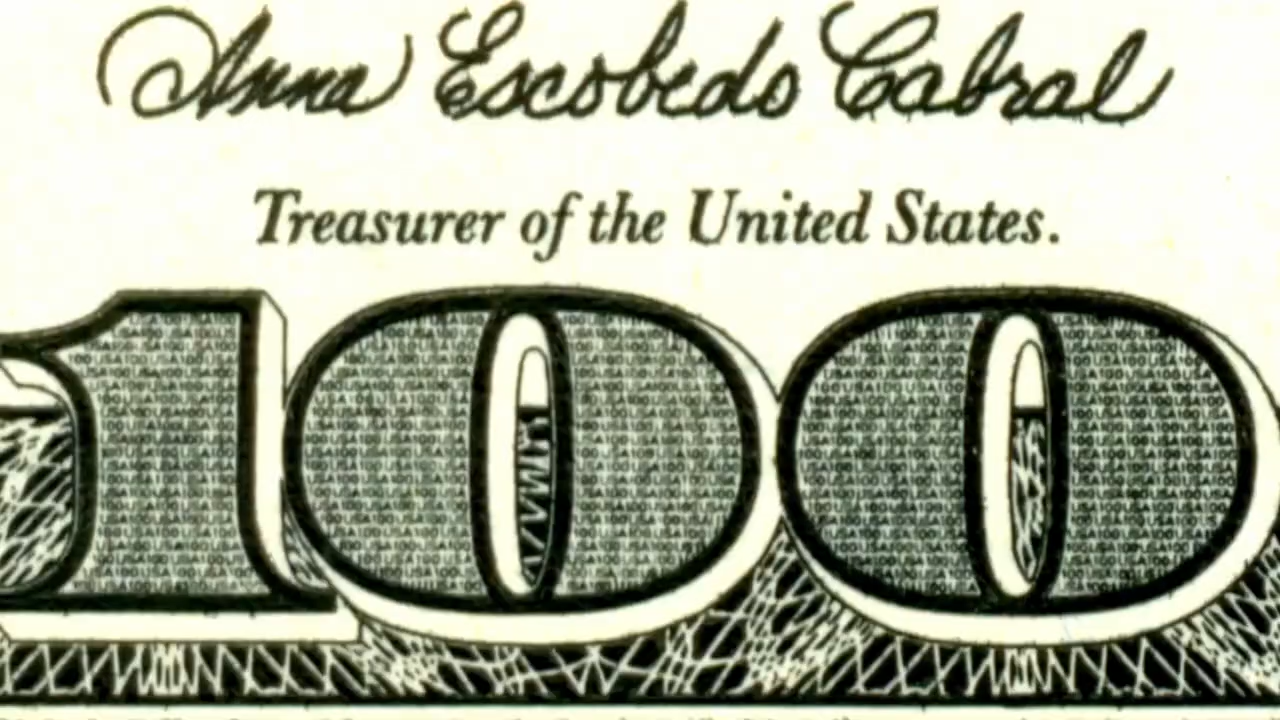 Anna Escobedo Cabral
Treasurer of the United States.
100